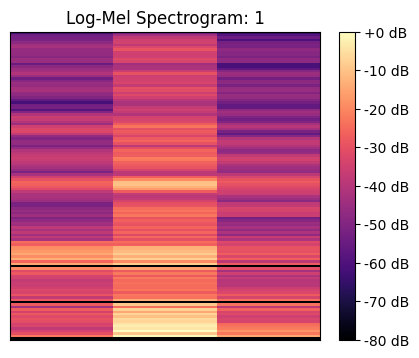 Log-Mel Spectrogram: 1
+0 dB
-10 dB
-20 dB
-30 dB
-40 dB
-50 dB
-60 dB
-70 dB
-80 dB